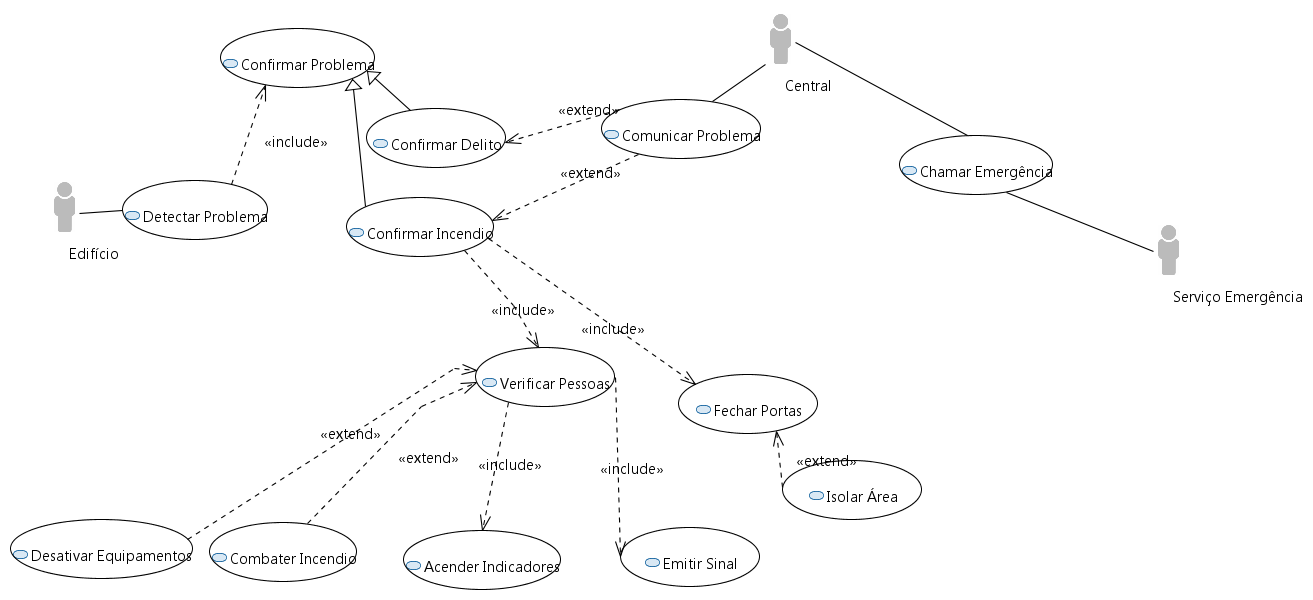 Confirmar Problema
Central
«extend»
Confirmar Delito
Comunicar Problema
«include»
«extend»
Chamar Emergência
Detectar Problema
Confirmar Incendio
Edifício
Serviço Emergência
«include»
«include»
Verificar Pessoas
Fechar Portas
«extend»
«extend»
«include»
«include»
«extend»
Isolar Área
Desativar Equipamentos
Combater Incendio
Acender Indicadores
Emitir Sinal